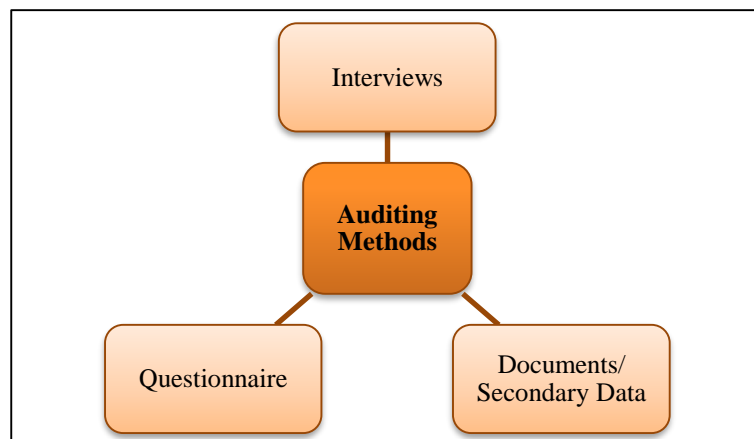 Interviews
Auditing
Methods
Questionnaire
Documents/
Secondary Data